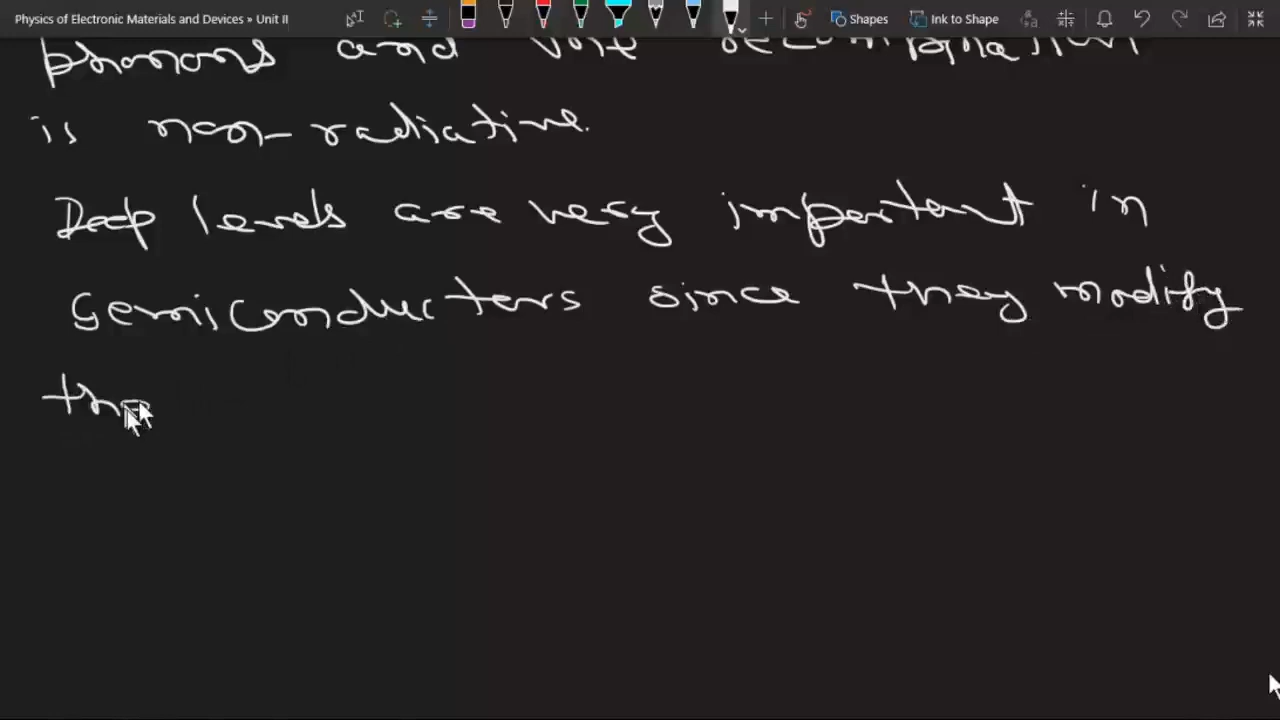 Physics of Electronic Materials and Devices » Unit II
Shapes
Ink to Shape
phonons and
is non-radiative.
Deep levels are very important in
Semiconductors since they modify
the